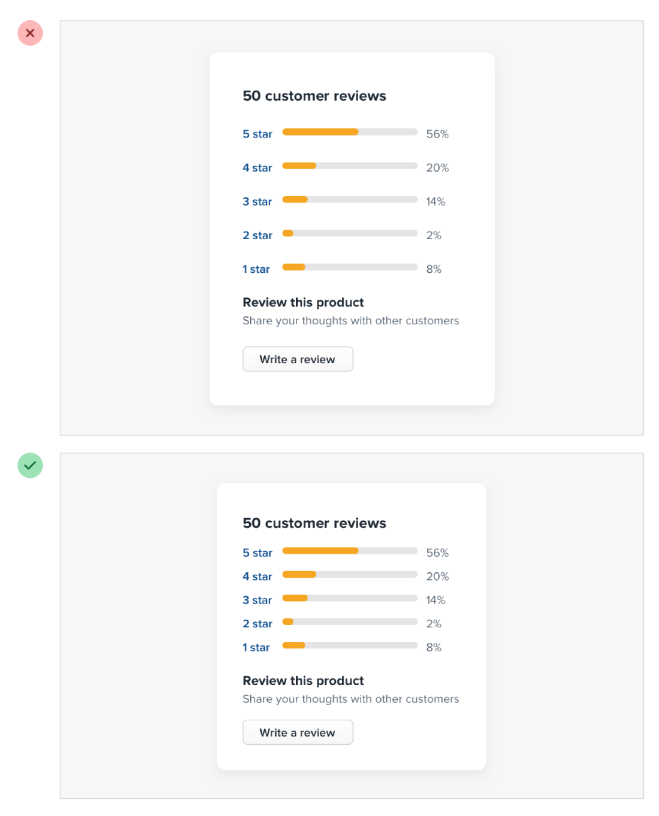 50 customer reviews
5 star 56%
4 star 20%
3 star 14%
2 star 2%
1 star 8%
Review this product
Share your thoughts with other customers
Write a review
50 customer reviews
5 star 56%
4 star 20%
3 star 14%
2 star 2%
1 star 8%
Review this product
Share your thoughts with other customers
Write a review